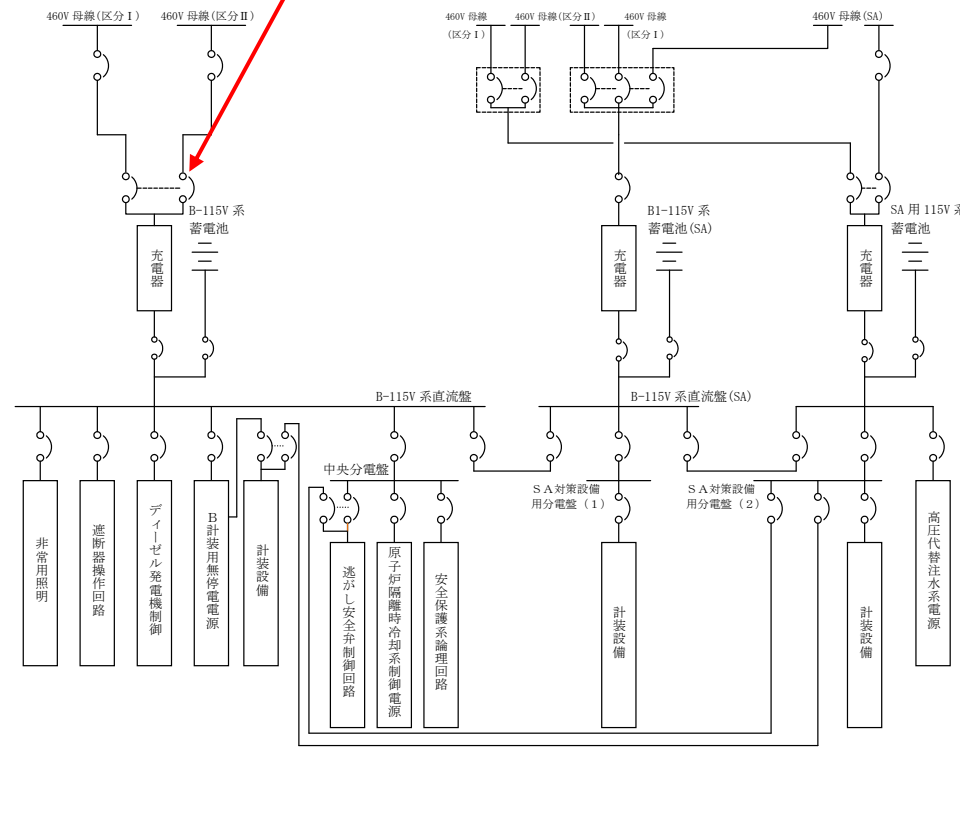 460V 母線(区分Ⅰ)
460V 母線(区分Ⅱ)
460V 母線
(区分Ⅰ)
460V 母線(区分Ⅱ)
460V 母線
(区分Ⅰ)
460V 母線(SA)
B-115V 系
蓄電池
B1-115V 系
蓄電池(SA)
SA 用 115V 系
蓄電池
充電器
充電器
充電器
B-115V 系直流盤
B-115V 系直流盤(SA)
中央分電盤
SA対策設備
用分電盤(1)
SA対策設備
用分電盤(2)
非常用照明
遮断器操作回路
ディーゼル発電機制御
B計装用無停電電源
計装設備
逃がし安全弁制御回路
原子炉隔離時冷却系制御電源
安全保護系論理回路
計装設備
計装設備
高圧代替注水系電源